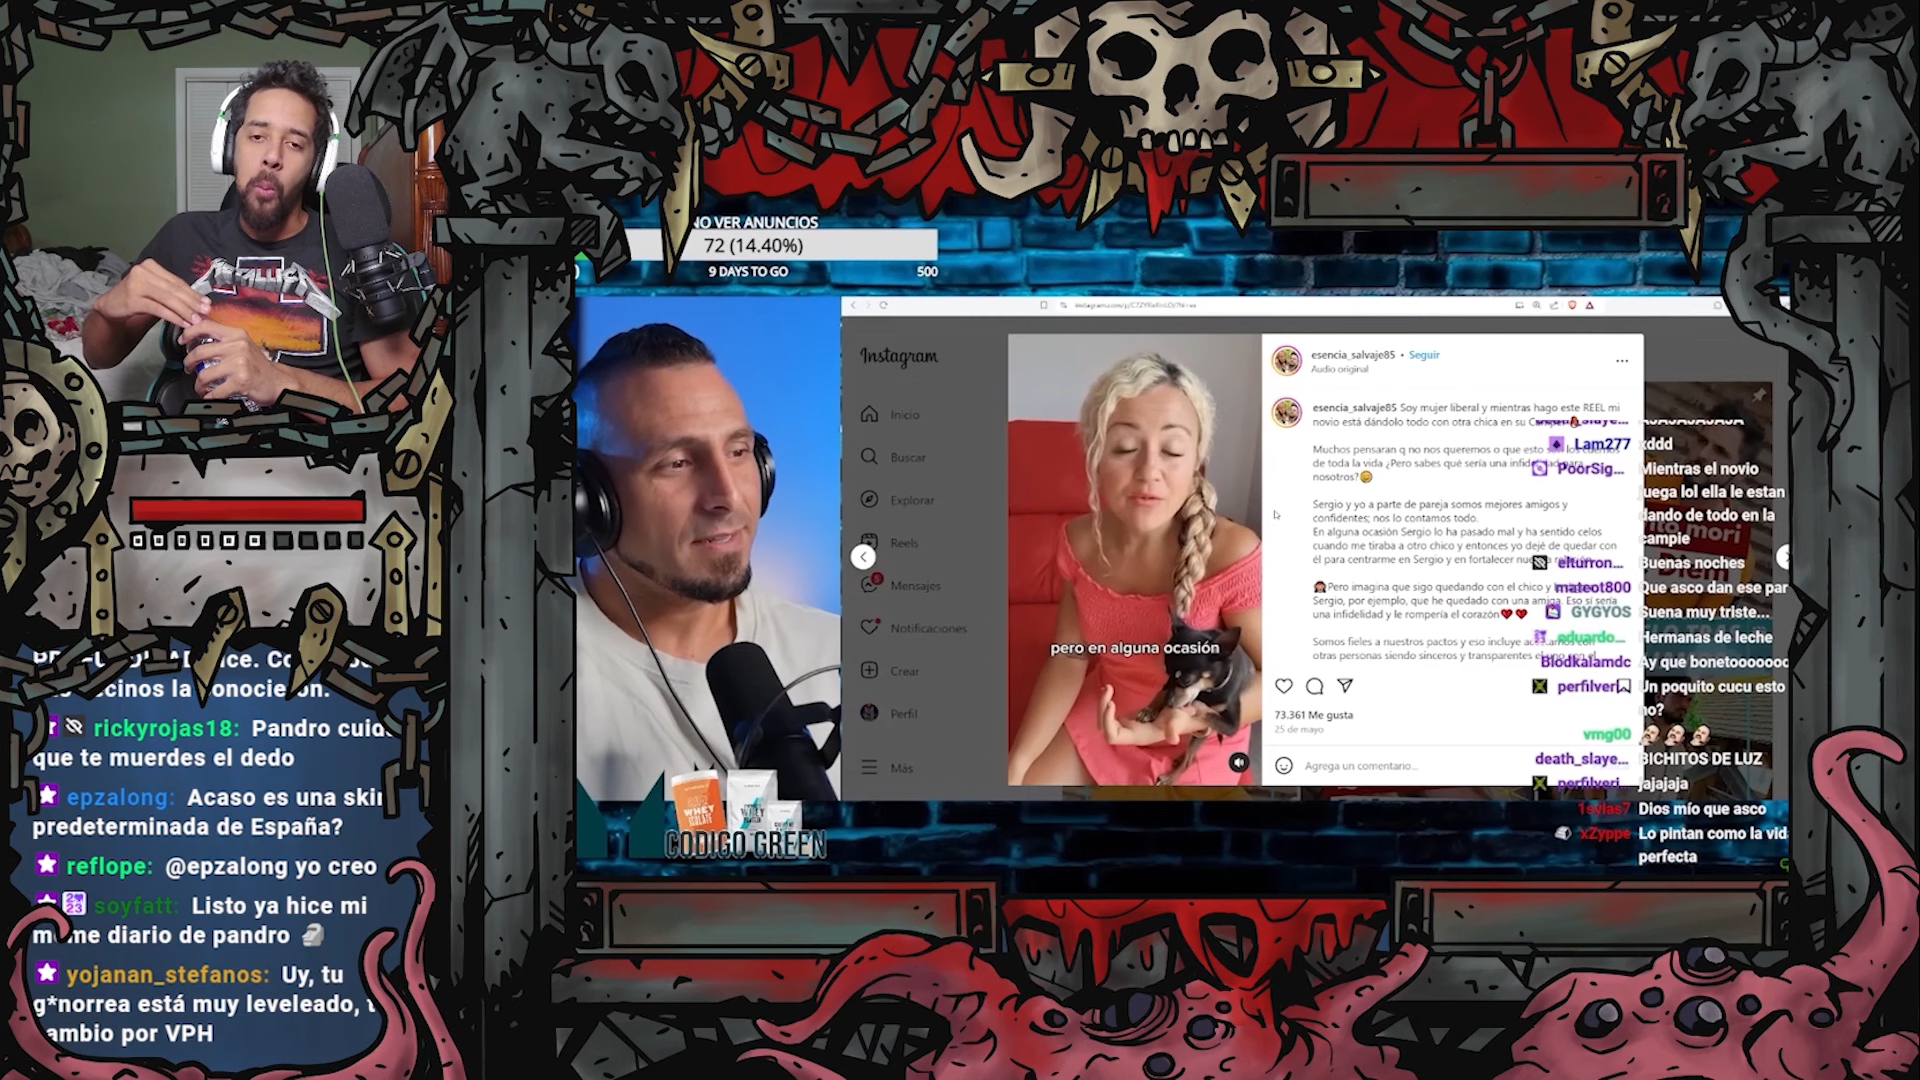 NO VER ANUNCIOS
72 (14.40%)
9 DAYS TO GO
500
METALLICA
Instagram
Inicio
Buscar
Explorar
Reels
Mensajes
Notificaciones
Crear
Perfil
Más
pero en alguna ocasión
esencia_salvaje85 • Seguir
Audio original
esencia_salvaje85 Soy mujer liberal y mientras hago este REEL mi
novio está dándolo todo con otra chica en su
Muchos pensaran q no nos queremos o que esto
de toda la vida ¿Pero sabes qué sería una
nosotros?😅
Sergio y yo a parte de pareja somos mejores amigos y
confidentes; nos lo contamos todo.
En alguna ocasión Sergio lo ha pasado mal y ha sentido celos
cuando me tiraba a otro chico y entonces yo dejé de quedar con
él para centrarme en Sergio y en fortalecer
Pero imagina que sigo quedando con el chico y
Sergio, por ejemplo, que he quedado con una amiga. Eso sí sería
una infidelidad y le rompería el corazón
Somos fieles a nuestros pactos y eso incluye
otras personas siendo sinceros y transparentes
73.361 Me gusta
25 de mayo
Agrega un comentario...
Lam277 xddd
PoorSig... Mientras el novio
juega lol ella le estan
dando de todo en la
campie
elturron... Buenas noches
mateot800 Que asco dan ese par
GYGYOS Suena muy triste...
eduardo... Hermanas de leche
Blodkalamdc Ay que bonetooooooo
perfilveri Un poquito cucu esto
no?
vmg00
death_slaye... BICHITOS DE LUZ
perfilveri... jajajaja
1sylas7 Dios mío que asco
xZyppe Lo pintan como la vid
perfecta
WHEY
ISOLATE
CODIGO GREEN
rickyrojas18: Pandro
que te muerdes el dedo
epzalong: Acaso es una skin
predeterminada de España?
reflope: @epzalong yo creo
2023
soyfatt: Listo ya hice mi
meme diario de pandro
yojanan_stefanos: Uy, tu
g*norrea está muy leveleado,
cambio por VPH